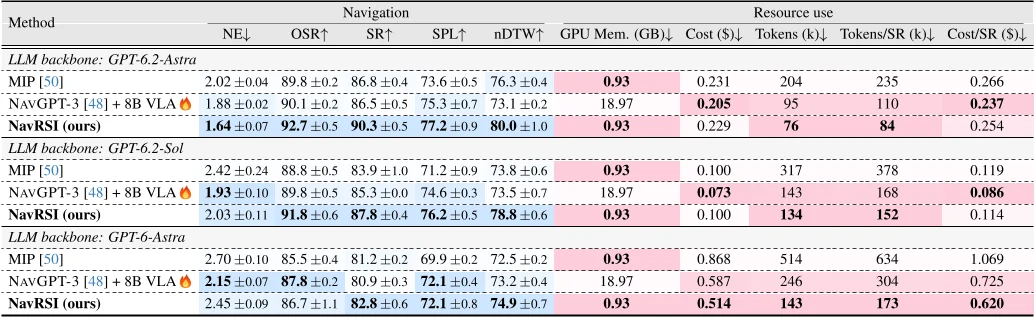 Method Navigation Resource use
NE↓ OSR↑ SR↑ SPL↑ nDTW↑ GPU Mem. (GB)↓ Cost ($)↓ Tokens (k)↓ Tokens/SR (k)↓ Cost/SR ($)↓
LLM backbone: GPT-6.2-Astra
MIP [50] 2.02 ±0.04 89.8 ±0.2 86.8 ±0.4 73.6 ±0.5 76.3 ±0.4 0.93 0.231 204 235 0.266
NAVGPT-3 [48] + 8B VLA🔥 1.88 ±0.02 90.1 ±0.2 86.5 ±0.5 75.3 ±0.7 73.1 ±0.2 18.97 0.205 95 110 0.237
NavRSI (ours) 1.64 ±0.07 92.7 ±0.5 90.3 ±0.5 77.2 ±0.9 80.0 ±1.0 0.93 0.229 76 84 0.254
LLM backbone: GPT-6.2-Sol
MIP [50] 2.42 ±0.24 88.8 ±0.5 83.9 ±1.0 71.2 ±0.9 73.8 ±0.6 0.93 0.100 317 378 0.119
NAVGPT-3 [48] + 8B VLA🔥 1.93 ±0.10 89.8 ±0.5 85.3 ±0.0 74.6 ±0.3 73.5 ±0.7 18.97 0.073 143 168 0.086
NavRSI (ours) 2.03 ±0.11 91.8 ±0.6 87.8 ±0.4 76.2 ±0.5 78.8 ±0.6 0.93 0.100 134 152 0.114
LLM backbone: GPT-6-Astra
MIP [50] 2.70 ±0.10 85.5 ±0.4 81.2 ±0.2 69.9 ±0.2 72.5 ±0.2 0.93 0.868 514 634 1.069
NAVGPT-3 [48] + 8B VLA🔥 2.15 ±0.07 87.8 ±0.2 80.9 ±0.3 72.1 ±0.4 73.2 ±0.4 18.97 0.587 246 304 0.725
NavRSI (ours) 2.45 ±0.09 86.7 ±1.1 82.8 ±0.6 72.1 ±0.8 74.9 ±0.7 0.93 0.514 143 173 0.620